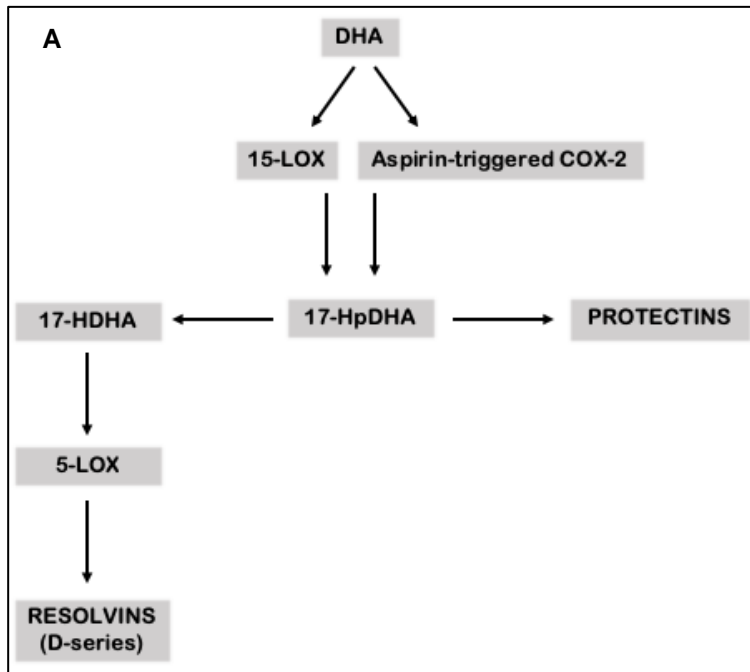 A
DHA
15-LOX
Aspirin-triggered COX-2
17-HDHA
17-HpDHA
PROTECTINS
5-LOX
RESOLVINS
(D-series)